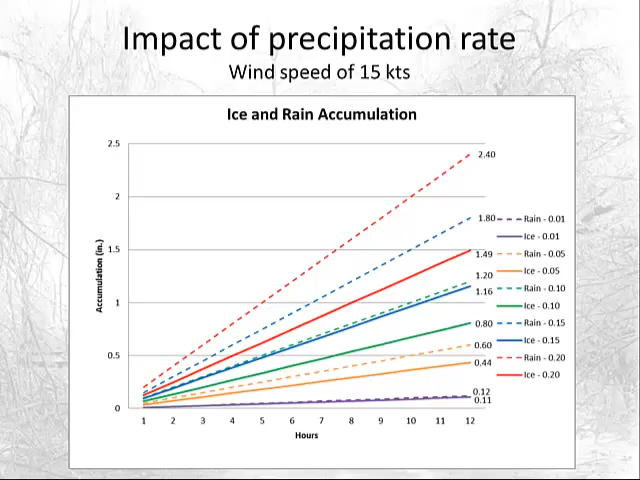 Impact of precipitation rate
Wind speed of 15 kts
Ice and Rain Accumulation
2.5
2
1.5
1
0.5
0
Accumulation (in.)
1 2 3 4 5 6 7 8 9 10 11 12
Hours
2.40
1.80
1.49
1.20
1.16
0.80
0.60
0.44
0.12
0.11
Rain - 0.01
Ice - 0.01
Rain - 0.05
Ice - 0.05
Rain - 0.10
Ice - 0.10
Rain - 0.15
Ice - 0.15
Rain - 0.20
Ice - 0.20